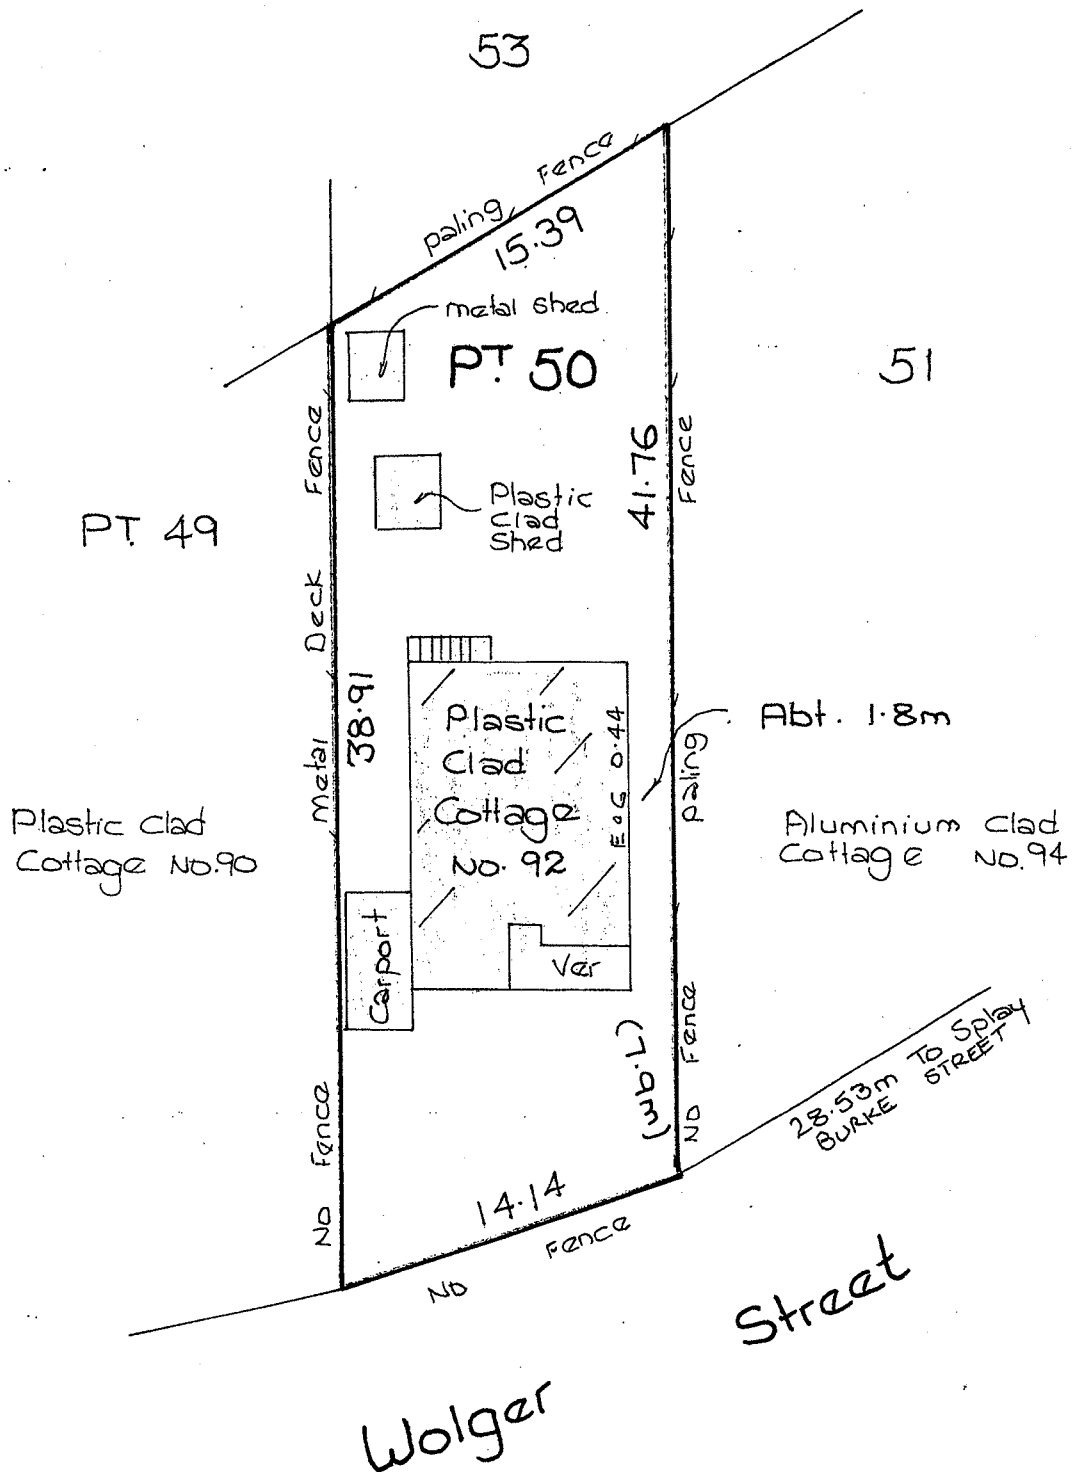 53
paling Fence
15.39
metal shed
PT. 50
51
Fence
41.76
Fence
Plastic
Clad
Shed
PT. 49
Deck
38.91
Metal
Plastic
Clad
Cottage
No. 92
E&G 0.44
Abt. 1.8m
paling
Plastic Clad
Cottage No.90
Aluminium Clad
Cottage No.94
Carport
Ver
(7.9m)
Fence
No
28.53m To Splay
BURKE STREET
No Fence
14.14
No Fence
Street
Wolger